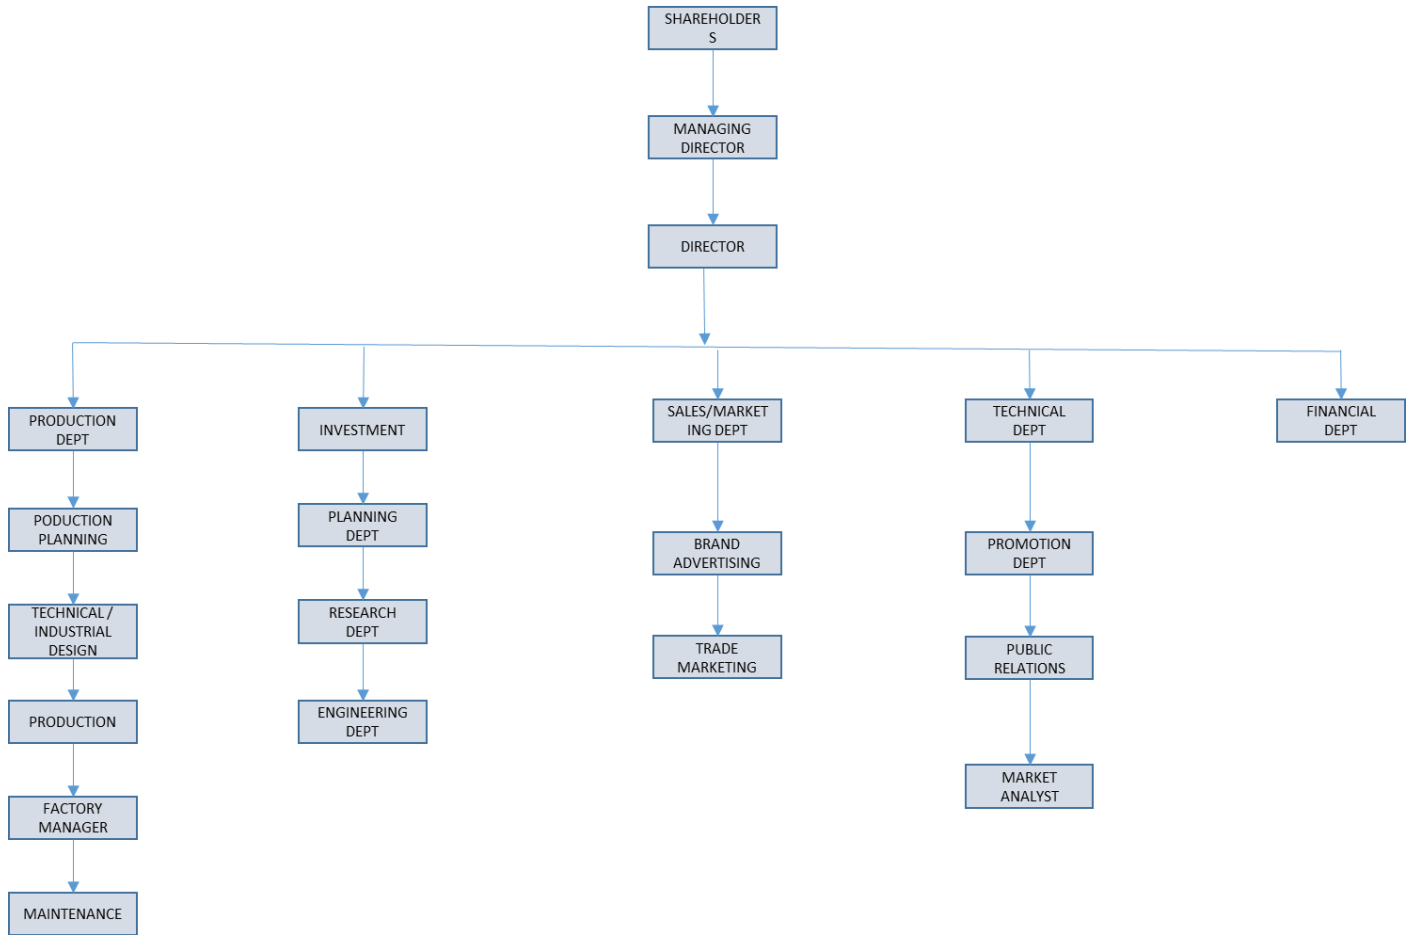 SHAREHOLDER
S
MANAGING
DIRECTOR
DIRECTOR
PRODUCTION
DEPT
INVESTMENT
SALES/MARKET
ING DEPT
TECHNICAL
DEPT
FINANCIAL
DEPT
PODUCTION
PLANNING
PLANNING
DEPT
BRAND
ADVERTISING
PROMOTION
DEPT
TECHNICAL /
INDUSTRIAL
DESIGN
RESEARCH
DEPT
TRADE
MARKETING
PUBLIC
RELATIONS
PRODUCTION
ENGINEERING
DEPT
MARKET
ANALYST
FACTORY
MANAGER
MAINTENANCE